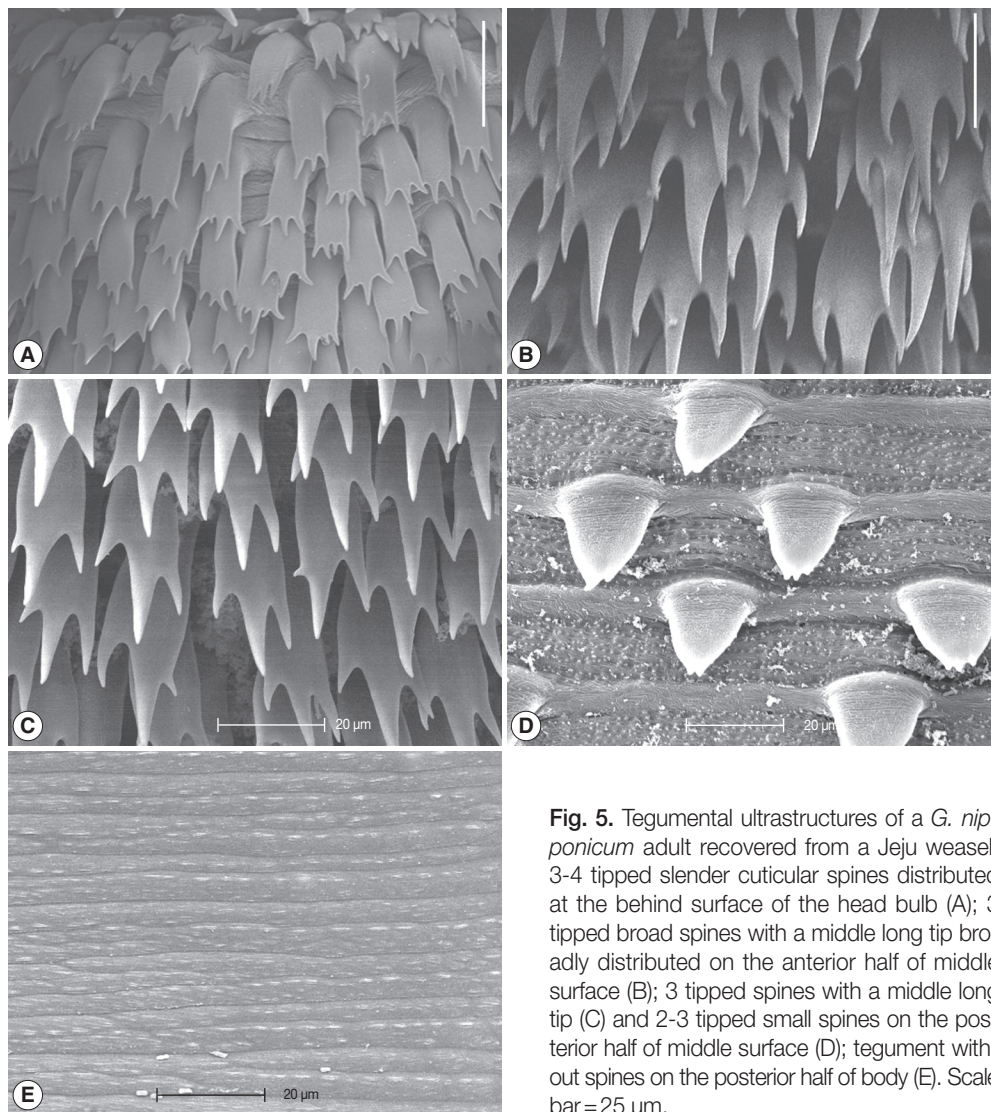 A
B
C
20 µm
D
20 µm
E
20 µm
Fig. 5. Tegumental ultrastructures of a G. nip
ponicum adult recovered from a Jeju weasel
3-4 tipped slender cuticular spines distributed
at the behind surface of the head bulb (A); 3
tipped broad spines with a middle long tip bro
adly distributed on the anterior half of middle
surface (B); 3 tipped spines with a middle long
tip (C) and 2-3 tipped small spines on the pos
terior half of middle surface (D); tegument with
out spines on the posterior half of body (E). Scale
bar=25 µm.